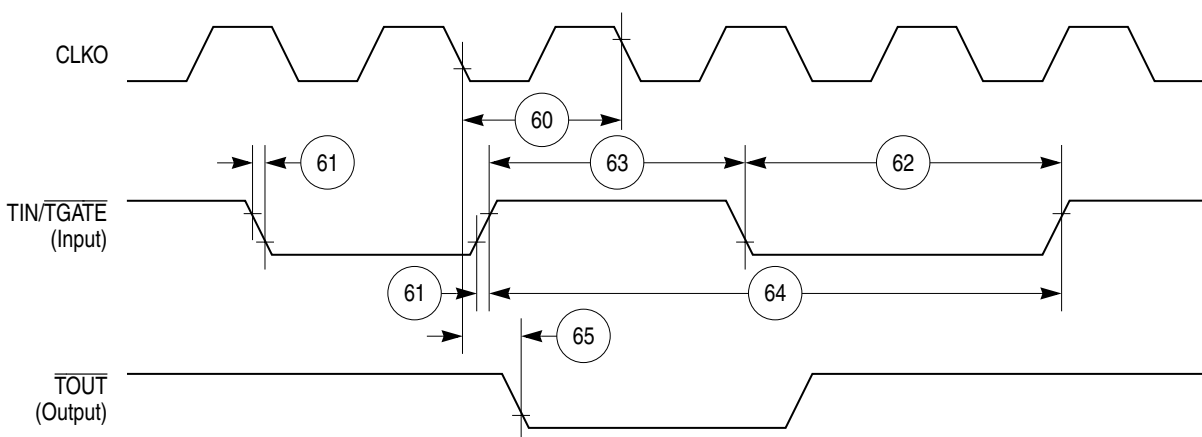 CLKO
60
61
63
62
TIN/TGATE
(Input)
61
64
65
TOUT
(Output)